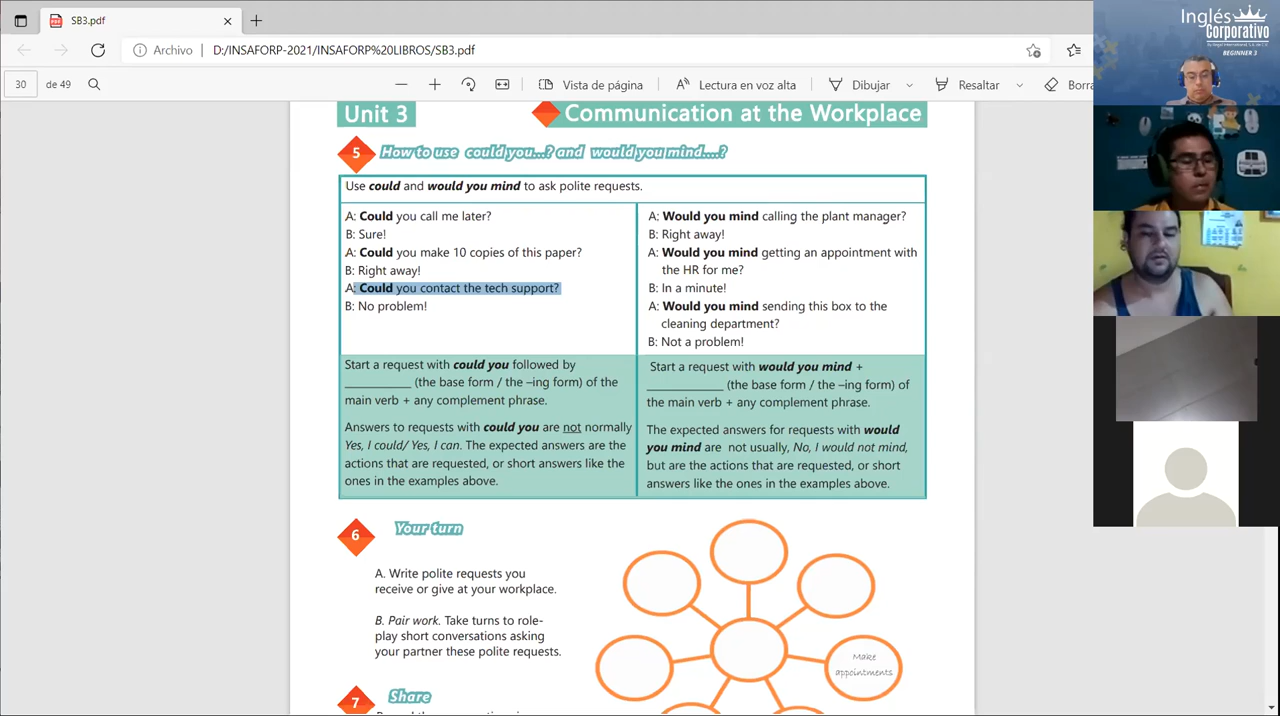 SB3.pdf
Archivo
D:/INSAFORP-2021/INSAFORP%20LIBROS/SB3.pdf
30
de 49
Vista de página
Lectura en voz alta
Dibujar
Resaltar
Borra
Inglés
Corporativo
BEGINNER 3
Unit 3
Communication at the Workplace
5
How to use could you...? and would you mind....?
Use could and would you mind to ask polite requests.
A: Could you call me later?
B: Sure!
A: Could you make 10 copies of this paper?
B: Right away!
A: Could you contact the tech support?
B: No problem!
A: Would you mind calling the plant manager?
B: Right away!
A: Would you mind getting an appointment with
the HR for me?
B: In a minute!
A: Would you mind sending this box to the
cleaning department?
B: Not a problem!
Start a request with could you followed by
___________ (the base form / the –ing form) of the
main verb + any complement phrase.
Answers to requests with could you are not normally
Yes, I could/ Yes, I can. The expected answers are the
actions that are requested, or short answers like the
ones in the examples above.
Start a request with would you mind +
_____________ (the base form / the –ing form) of
the main verb + any complement phrase.
The expected answers for requests with would
you mind are not usually, No, I would not mind,
but are the actions that are requested, or short
answers like the ones in the examples above.
6
Your turn
A. Write polite requests you
receive or give at your workplace.
B. Pair work. Take turns to role-
play short conversations asking
your partner these polite requests.
Make
appointments
7
Share